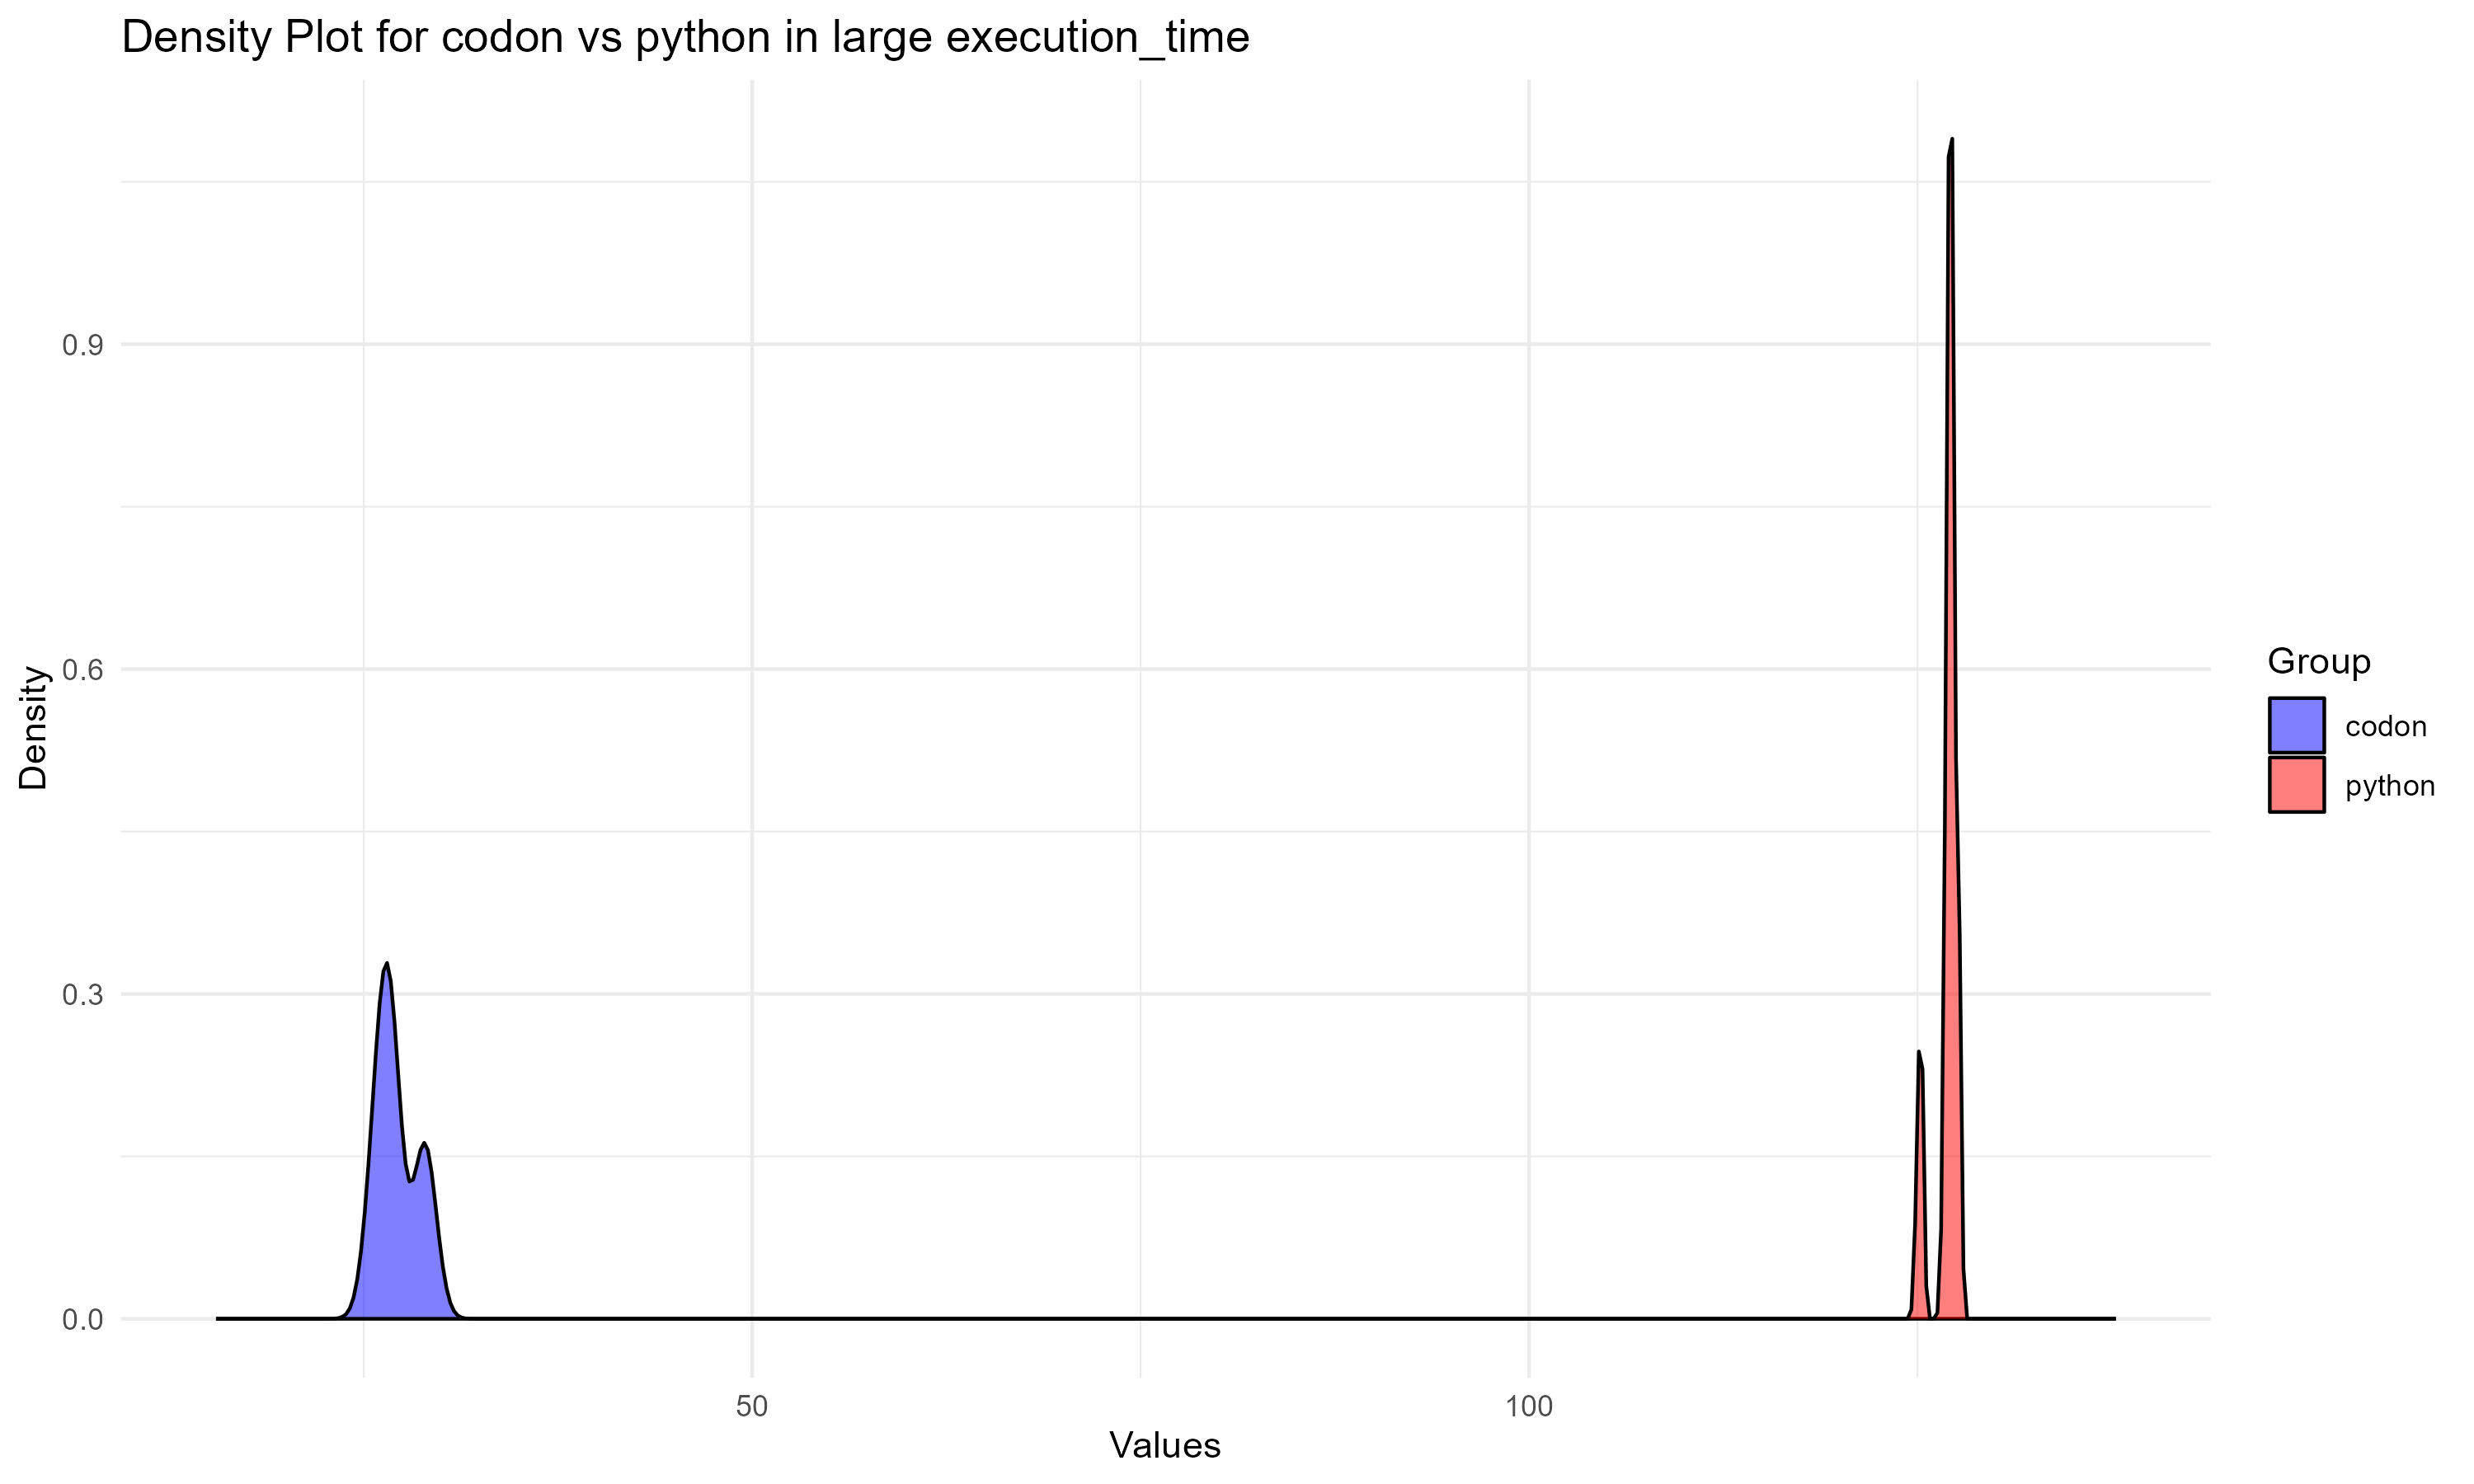 Density Plot for codon vs python in large execution_time
0.9
0.6
0.3
0.0
Density
50
100
Values
Group
codon
python